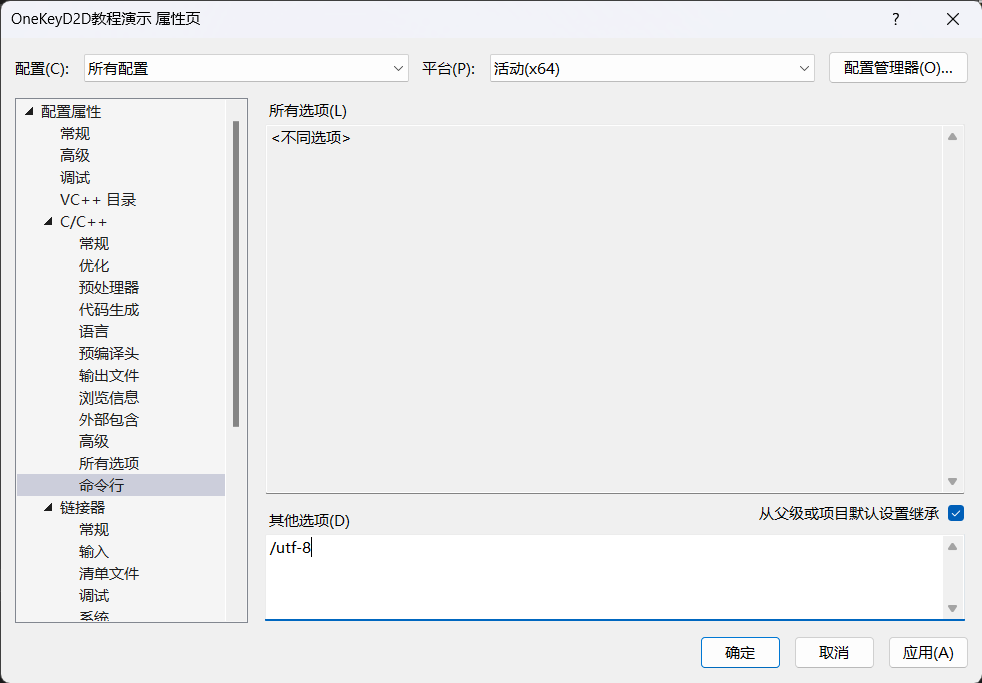 OneKeyD2D教程演示 属性页
?
配置(C):
所有配置
平台(P):
活动(x64)
配置管理器(O)...
配置属性
常规
高级
调试
VC++ 目录
C/C++
常规
优化
预处理器
代码生成
语言
预编译头
输出文件
浏览信息
外部包含
高级
所有选项
命令行
链接器
常规
输入
清单文件
调试
系统
所有选项(L)
<不同选项>
从父级或项目默认设置继承
其他选项(D)
/utf-8
确定
取消
应用(A)